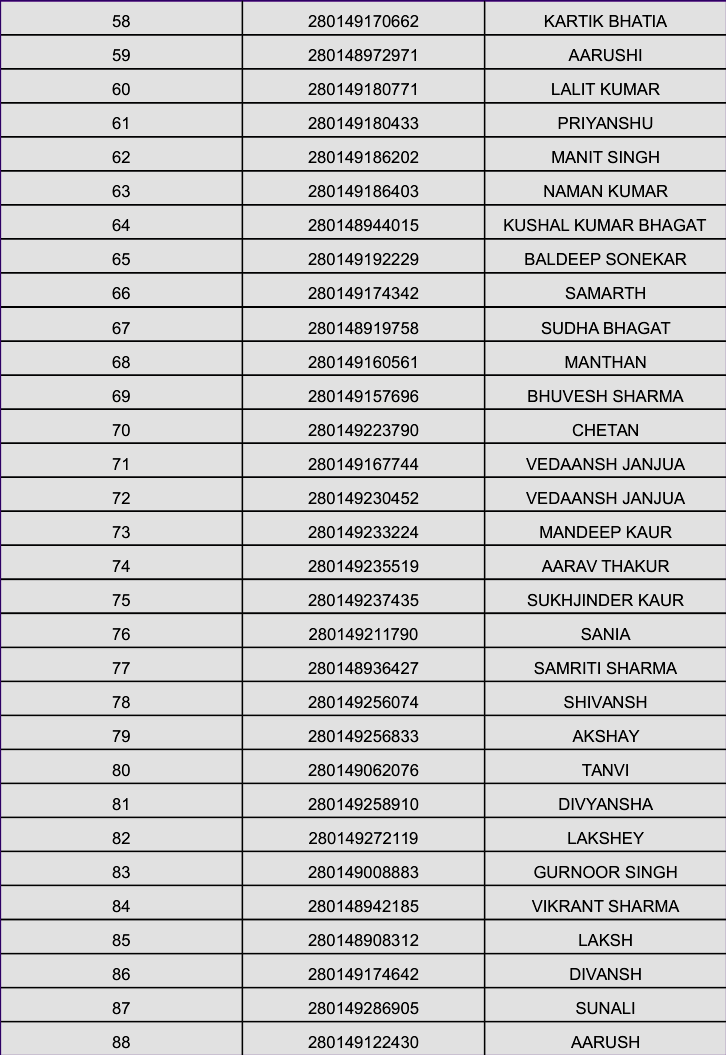 58 280149170662 KARTIK BHATIA
59 280148972971 AARUSHI
60 280149180771 LALIT KUMAR
61 280149180433 PRIYANSHU
62 280149186202 MANIT SINGH
63 280149186403 NAMAN KUMAR
64 280148944015 KUSHAL KUMAR BHAGAT
65 280149192229 BALDEEP SONEKAR
66 280149174342 SAMARTH
67 280148919758 SUDHA BHAGAT
68 280149160561 MANTHAN
69 280149157696 BHUVESH SHARMA
70 280149223790 CHETAN
71 280149167744 VEDAANSH JANJUA
72 280149230452 VEDAANSH JANJUA
73 280149233224 MANDEEP KAUR
74 280149235519 AARAV THAKUR
75 280149237435 SUKHJINDER KAUR
76 280149211790 SANIA
77 280148936427 SAMRITI SHARMA
78 280149256074 SHIVANSH
79 280149256833 AKSHAY
80 280149062076 TANVI
81 280149258910 DIVYANSHA
82 280149272119 LAKSHEY
83 280149008883 GURNOOR SINGH
84 280148942185 VIKRANT SHARMA
85 280148908312 LAKSH
86 280149174642 DIVANSH
87 280149286905 SUNALI
88 280149122430 AARUSH